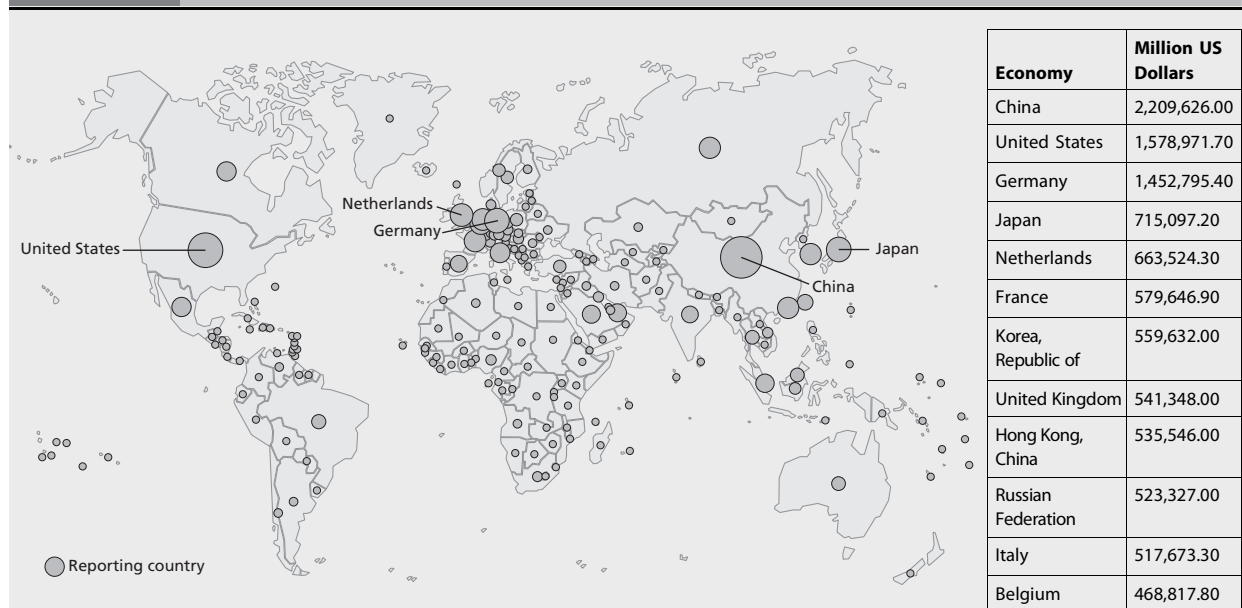 Netherlands
Germany
United States
Japan
China
Reporting country
Economy
Million US
Dollars
China
2,209,626.00
United States
1,578,971.70
Germany
1,452,795.40
Japan
715,097.20
Netherlands
663,524.30
France
579,646.90
Korea,
Republic of
559,632.00
United Kingdom
541,348.00
Hong Kong,
China
535,546.00
Russian
Federation
523,327.00
Italy
517,673.30
Belgium
468,817.80